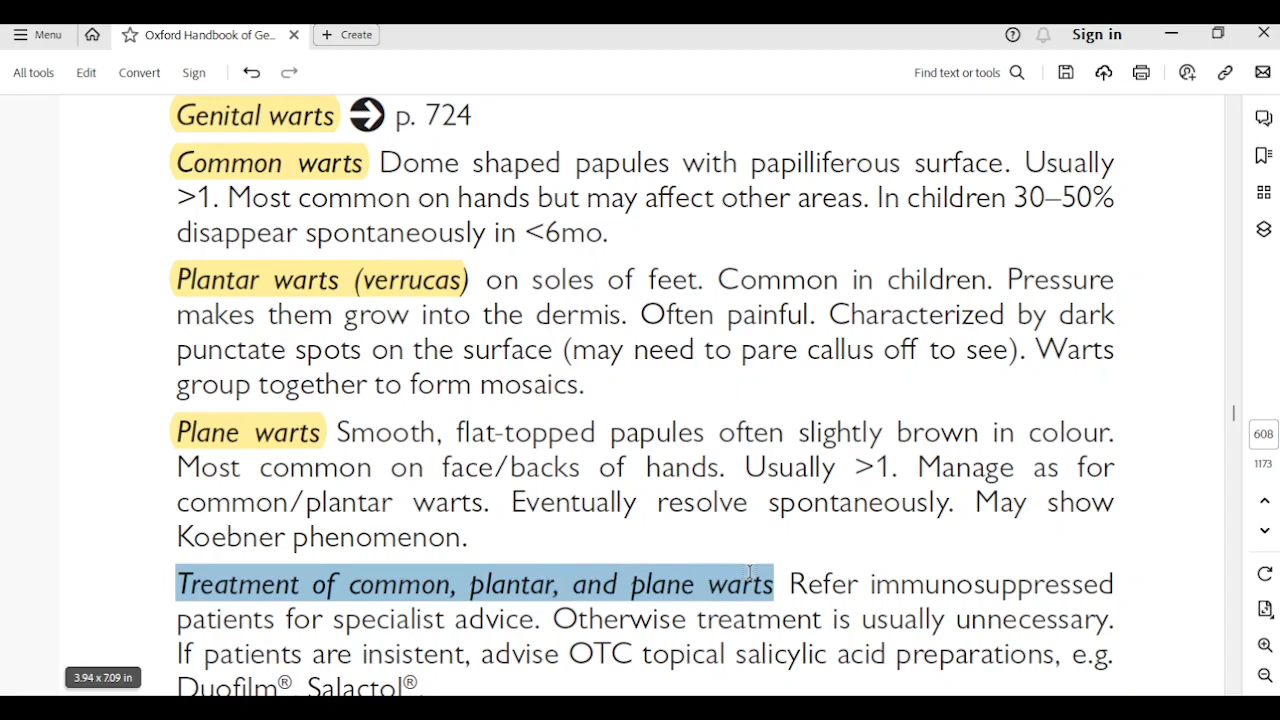 Menu
Oxford Handbook of Ge...
Create
Sign in
All tools
Edit
Convert
Sign
Find text or tools
Genital warts p. 724
Common warts Dome shaped papules with papilliferous surface. Usually
>1. Most common on hands but may affect other areas. In children 30–50%
disappear spontaneously in <6mo.
Plantar warts (verrucas) on soles of feet. Common in children. Pressure
makes them grow into the dermis. Often painful. Characterized by dark
punctate spots on the surface (may need to pare callus off to see). Warts
group together to form mosaics.
Plane warts Smooth, flat-topped papules often slightly brown in colour.
Most common on face/backs of hands. Usually >1. Manage as for
common/plantar warts. Eventually resolve spontaneously. May show
Koebner phenomenon.
Treatment of common, plantar, and plane warts Refer immunosuppressed
patients for specialist advice. Otherwise treatment is usually unnecessary.
If patients are insistent, advise OTC topical salicylic acid preparations, e.g.
Duofilm®, Salactol®.
3.94 x 7.09 in
608
1173